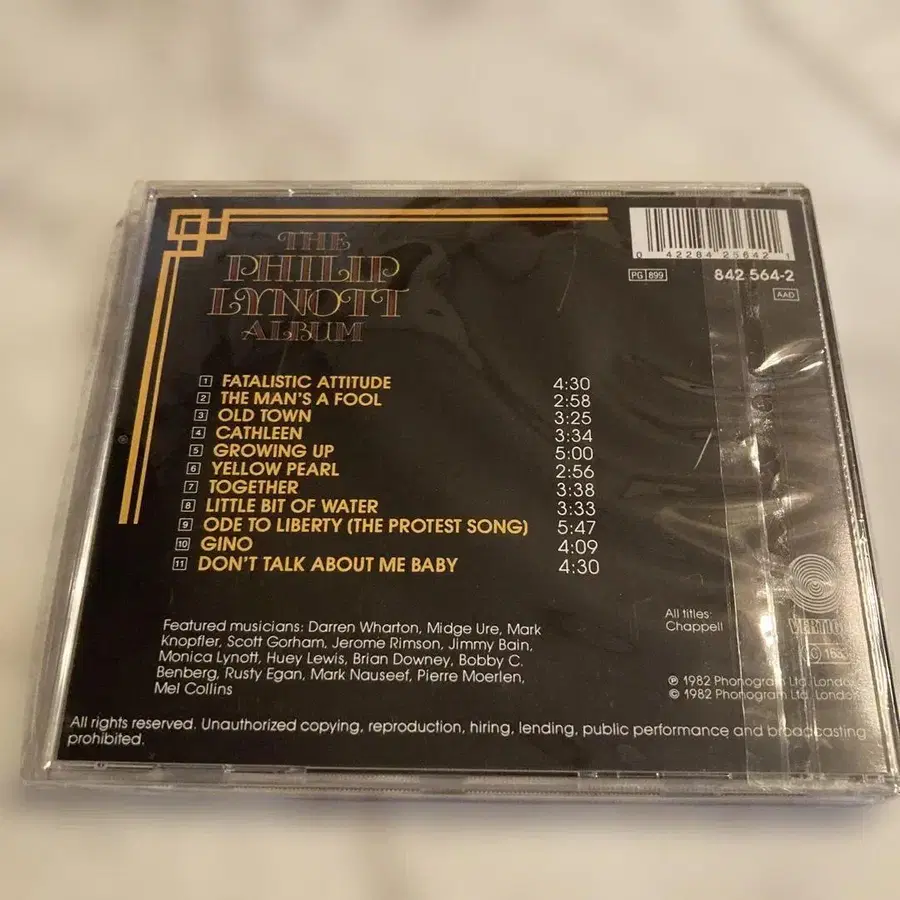 THE
PHILIP
LYNOTT
ALBUM
0 42284 25642 1
PG 899
842 564-2
AAD
1 FATALISTIC ATTITUDE 4:30
2 THE MAN'S A FOOL 2:58
3 OLD TOWN 3:25
4 CATHLEEN 3:34
5 GROWING UP 5:00
6 YELLOW PEARL 2:56
7 TOGETHER 3:38
8 LITTLE BIT OF WATER 3:33
9 ODE TO LIBERTY (THE PROTEST SONG) 5:47
10 GINO 4:09
11 DON'T TALK ABOUT ME BABY 4:30
Featured musicians: Darren Wharton, Midge Ure, Mark
Knopfler, Scott Gorham, Jerome Rimson, Jimmy Bain,
Monica Lynott, Huey Lewis, Brian Downey, Bobby C.
Benberg, Rusty Egan, Mark Nauseef, Pierre Moerlen,
Mel Collins
All titles:
Chappell
VERTIGO
℗ 1982 Phonogram Ltd. London
© 1982 Phonogram Ltd. London
All rights reserved. Unauthorized copying, reproduction, hiring, lending, public performance and broadcasting
prohibited.